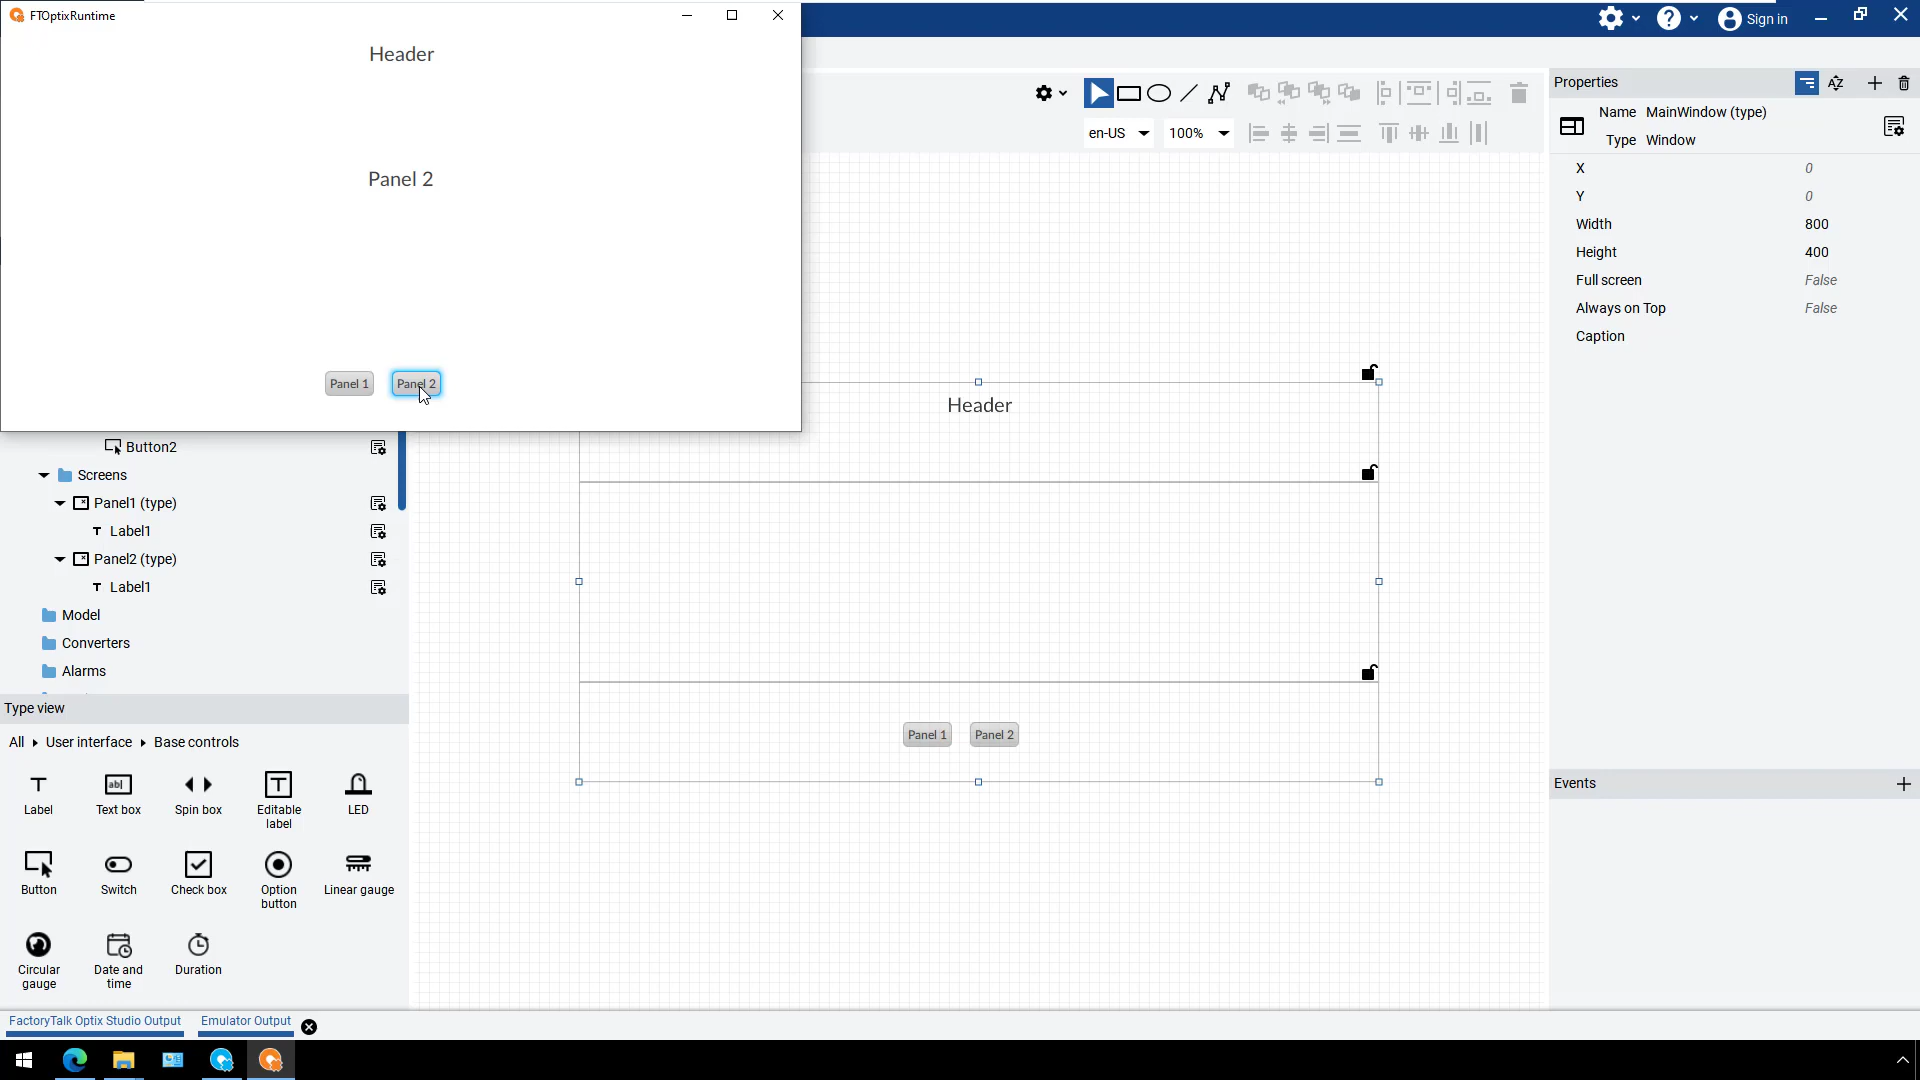 FTOptixRuntime
Header
Panel 2
Panel 1
Panel 2
Sign in
en-US
100%
Header
Panel 1
Panel 2
Button2
Screens
Panel1 (type)
Label1
Panel2 (type)
Label1
Model
Converters
Alarms
Type view
All
User interface
Base controls
Label
Text box
Spin box
Editable
label
LED
Button
Switch
Check box
Option
button
Linear gauge
Circular
gauge
Date and
time
Duration
Properties
Name MainWindow (type)
Type Window
X 0
Y 0
Width 800
Height 400
Full screen False
Always on Top False
Caption
Events
FactoryTalk Optix Studio Output
Emulator Output